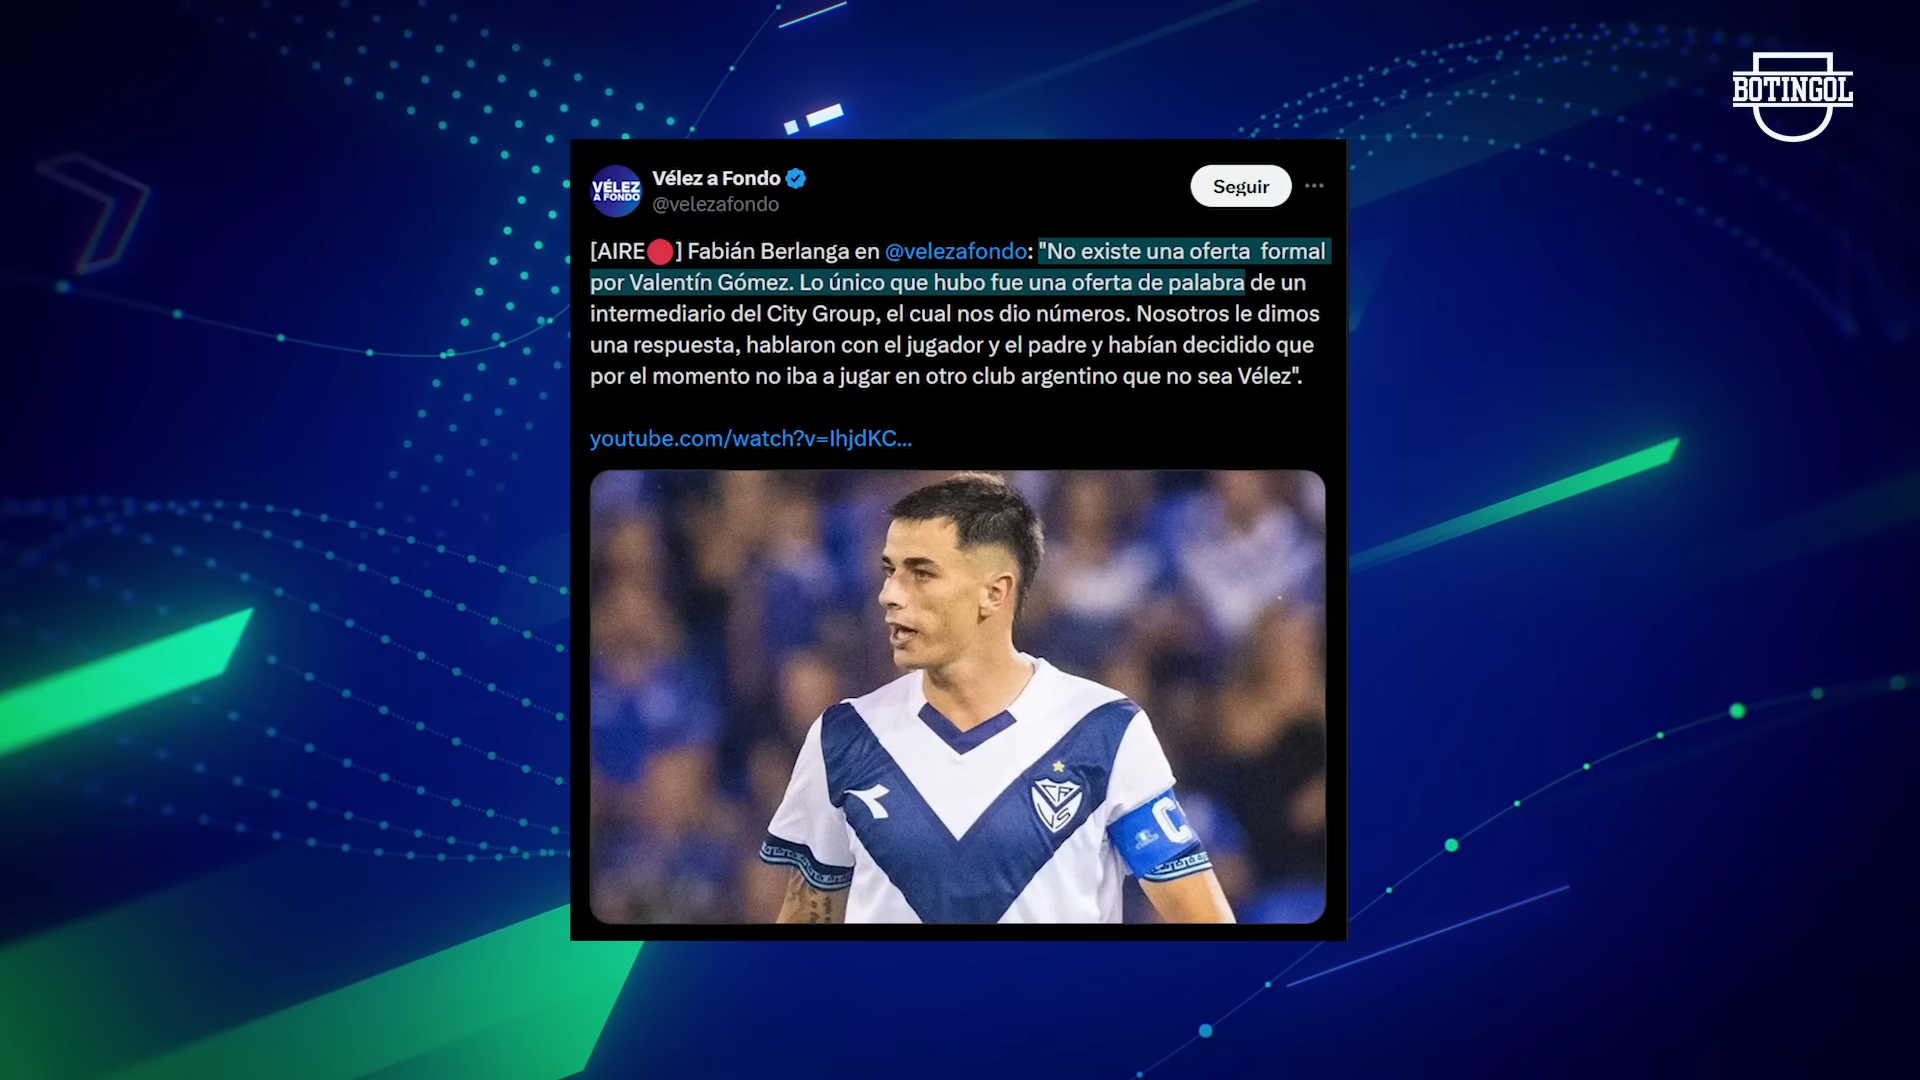 BOTINGOL
VÉLEZ
A FONDO
Vélez a Fondo
@velezafondo
Seguir
[AIRE🔴] Fabián Berlanga en @velezafondo: "No existe una oferta formal
por Valentín Gómez. Lo único que hubo fue una oferta de palabra de un
intermediario del City Group, el cual nos dio números. Nosotros le dimos
una respuesta, hablaron con el jugador y el padre y habían decidido que
por el momento no iba a jugar en otro club argentino que no sea Vélez".
youtube.com/watch?v=IhjdKC...
C